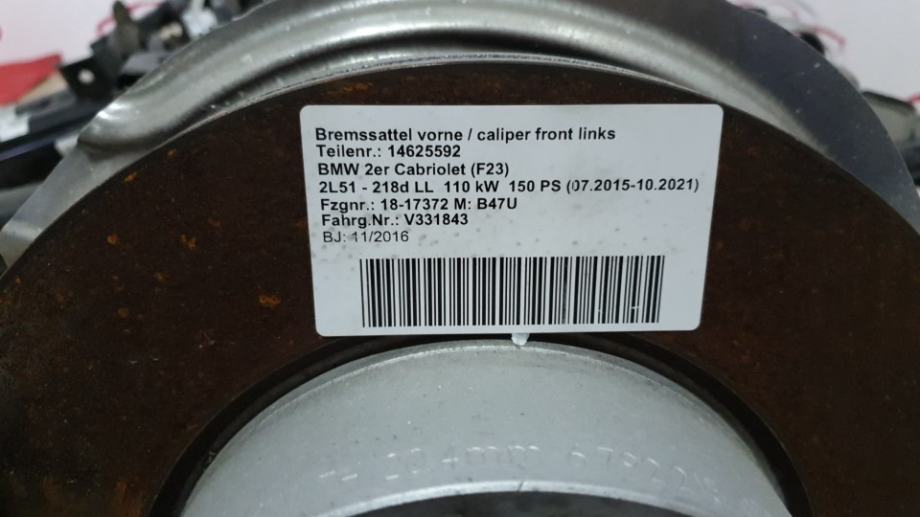 Bremssattel vorne / caliper front links
Teilenr.: 14625592
BMW 2er Cabriolet (F23)
2L51 - 218d LL 110 kW 150 PS (07.2015-10.2021)
Fzgnr.: 18-17372 M: B47U
Fahrg.Nr.: V331843
BJ: 11/2016